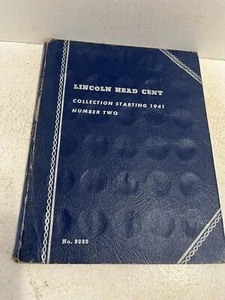 LINCOLN HEAD CENT
COLLECTION STARTING 1941
NUMBER TWO
No. 9030